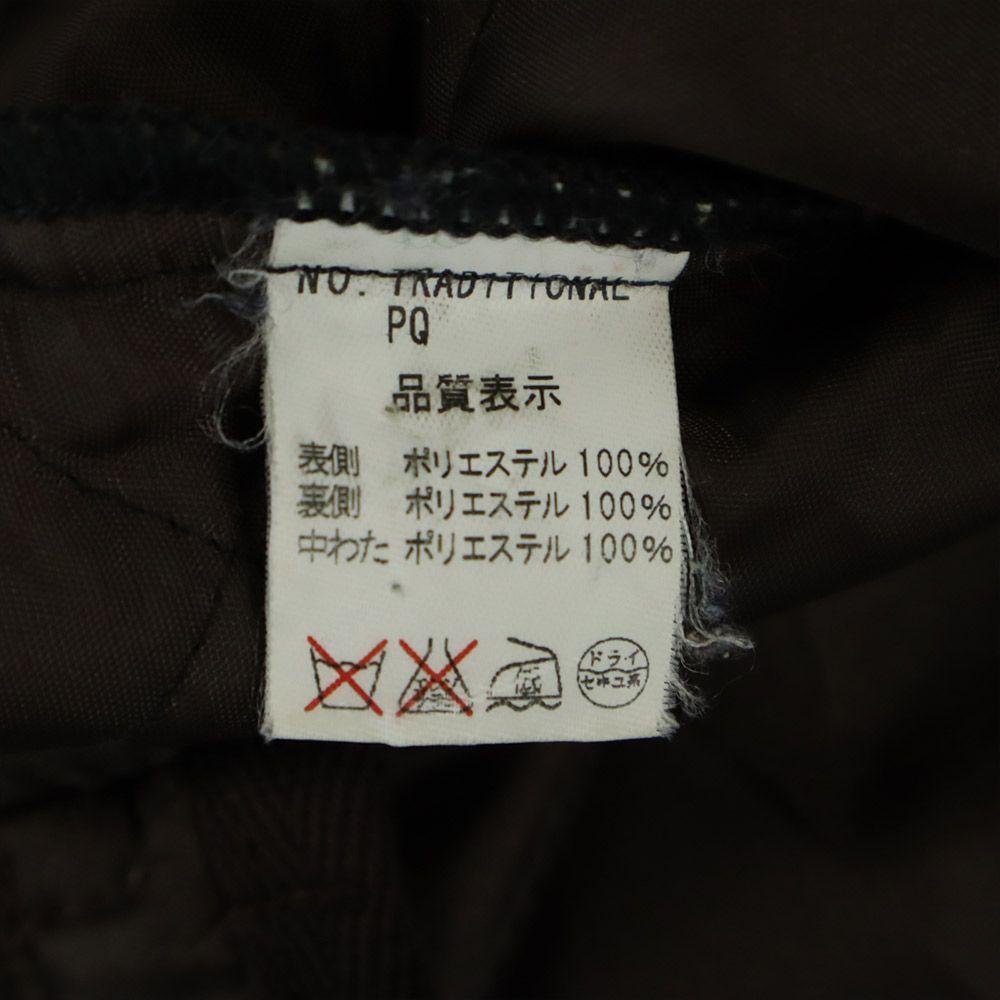 NO. TRADITIONAL
PQ
品質表示
表側 ポリエステル 100%
裏側 ポリエステル 100%
中わた ポリエステル 100%
低
ドライ
セキユ系